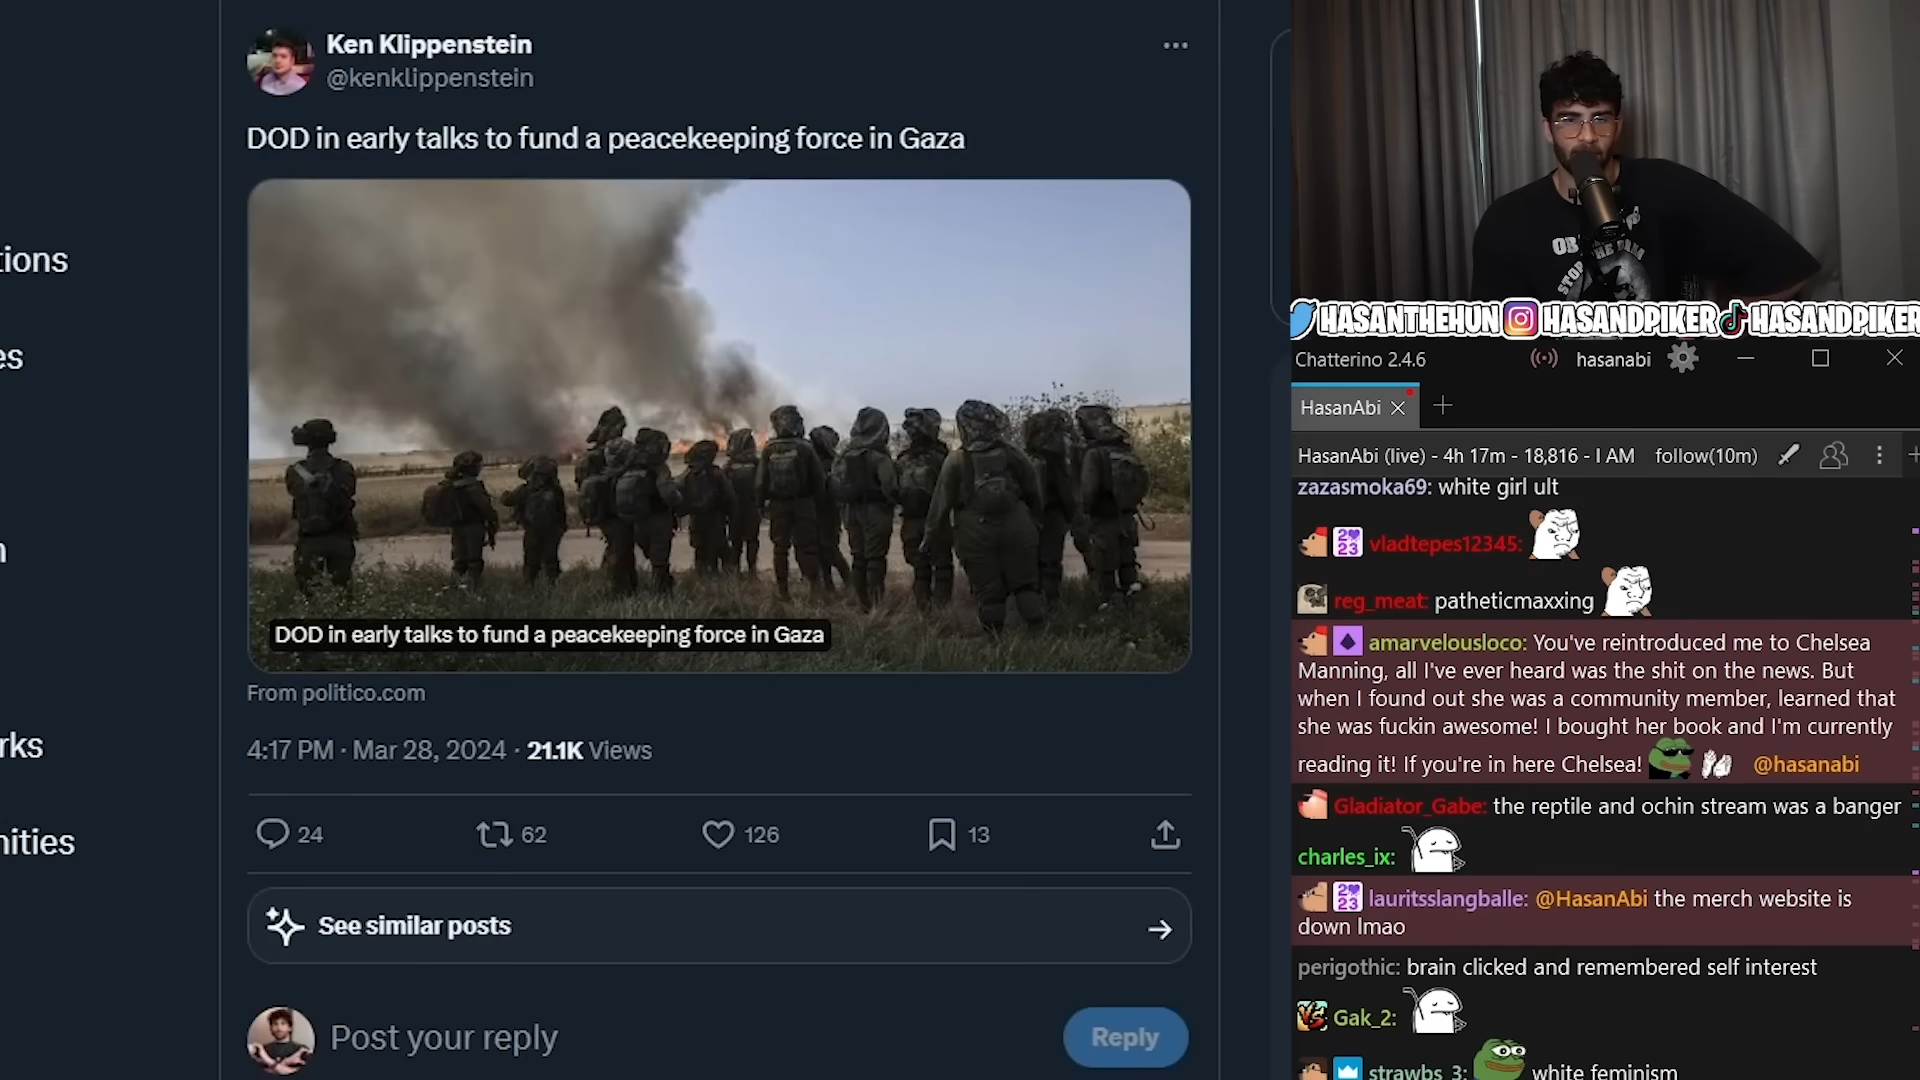 Ken Klippenstein
@kenklippenstein
DOD in early talks to fund a peacekeeping force in Gaza
DOD in early talks to fund a peacekeeping force in Gaza
From politico.com
4:17 PM · Mar 28, 2024 · 21.1K Views
24 62 126 13
See similar posts
Post your reply
Reply
tions
es
rks
nities
HASANTHEHUN HASANDPIKER HASANDPIKER
Chatterino 2.4.6 hasanabi
HasanAbi
HasanAbi (live) - 4h 17m - 18,816 - I AM follow(10m)
zazasmoka69: white girl ult
vladtepes12345:
reg_meat: patheticmaxxing
amarvelousloco: You've reintroduced me to Chelsea
Manning, all I've ever heard was the shit on the news. But
when I found out she was a community member, learned that
she was fuckin awesome! I bought her book and I'm currently
reading it! If you're in here Chelsea! @hasanabi
Gladiator_Gabe: the reptile and ochin stream was a banger
charles_ix:
lauritsslangballe: @HasanAbi the merch website is
down lmao
perigothic: brain clicked and remembered self interest
Gak_2:
strawbs_3: white feminism